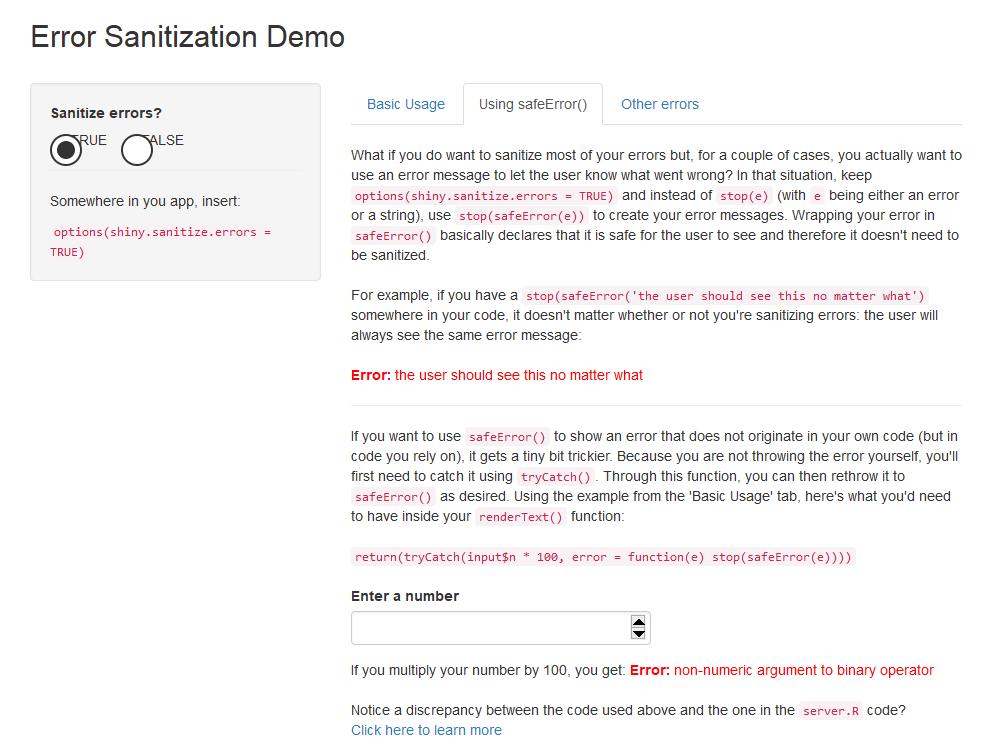 Error Sanitization Demo
Sanitize errors?
TRUE FALSE
Somewhere in you app, insert:
options(shiny.sanitize.errors =
TRUE)
Basic Usage Using safeError() Other errors
What if you do want to sanitize most of your errors but, for a couple of cases, you actually want to
use an error message to let the user know what went wrong? In that situation, keep
options(shiny.sanitize.errors = TRUE) and instead of stop(e) (with e being either an error
or a string), use stop(safeError(e)) to create your error messages. Wrapping your error in
safeError() basically declares that it is safe for the user to see and therefore it doesn't need to
be sanitized.
For example, if you have a stop(safeError('the user should see this no matter what')
somewhere in your code, it doesn't matter whether or not you're sanitizing errors: the user will
always see the same error message:
Error: the user should see this no matter what
If you want to use safeError() to show an error that does not originate in your own code (but in
code you rely on), it gets a tiny bit trickier. Because you are not throwing the error yourself, you'll
first need to catch it using tryCatch(). Through this function, you can then rethrow it to
safeError() as desired. Using the example from the 'Basic Usage' tab, here's what you'd need
to have inside your renderText() function:
return(tryCatch(input$n * 100, error = function(e) stop(safeError(e))))
Enter a number
If you multiply your number by 100, you get: Error: non-numeric argument to binary operator
Notice a discrepancy between the code used above and the one in the server.R code?
Click here to learn more